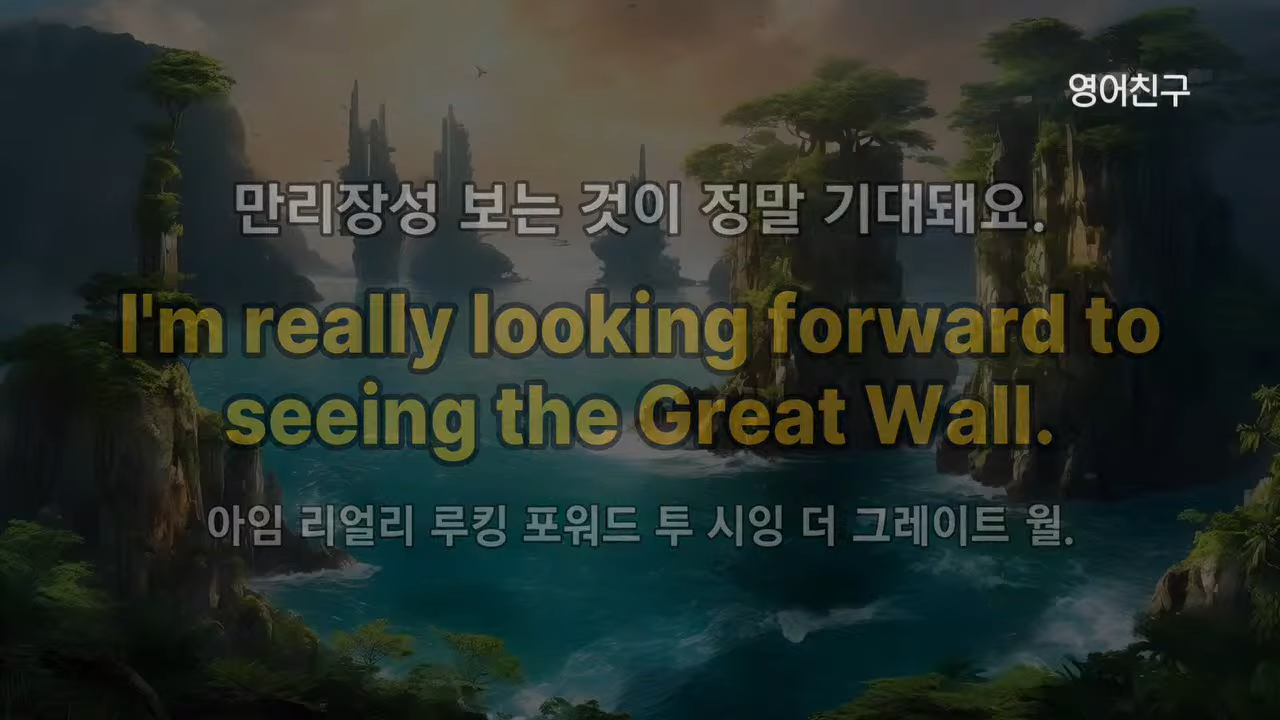 영어친구
만리장성 보는 것이 정말 기대돼요.
I'm really looking forward to
seeing the Great Wall.
아임 리얼리 루킹 포워드 투 시잉 더 그레이트 월.